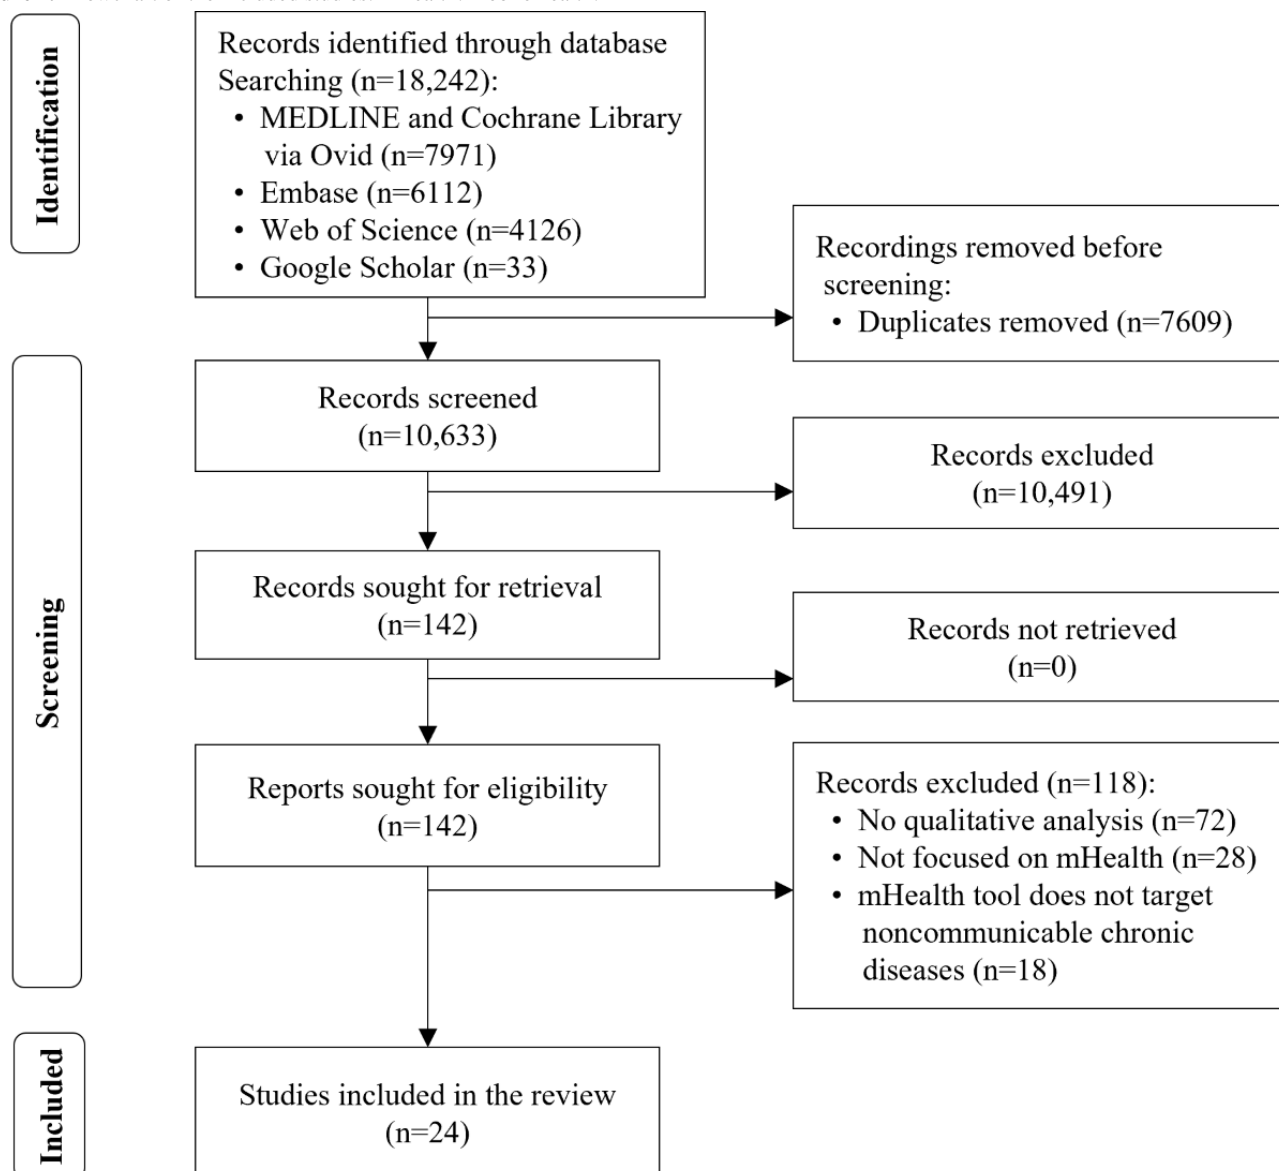 Identification
Records identified through database
Searching (n=18,242):
• MEDLINE and Cochrane Library
via Ovid (n=7971)
• Embase (n=6112)
• Web of Science (n=4126)
• Google Scholar (n=33)
Recordings removed before
screening:
• Duplicates removed (n=7609)
Screening
Records screened
(n=10,633)
Records excluded
(n=10,491)
Records sought for retrieval
(n=142)
Records not retrieved
(n=0)
Reports sought for eligibility
(n=142)
Records excluded (n=118):
• No qualitative analysis (n=72)
• Not focused on mHealth (n=28)
• mHealth tool does not target
noncommunicable chronic
diseases (n=18)
Included
Studies included in the review
(n=24)